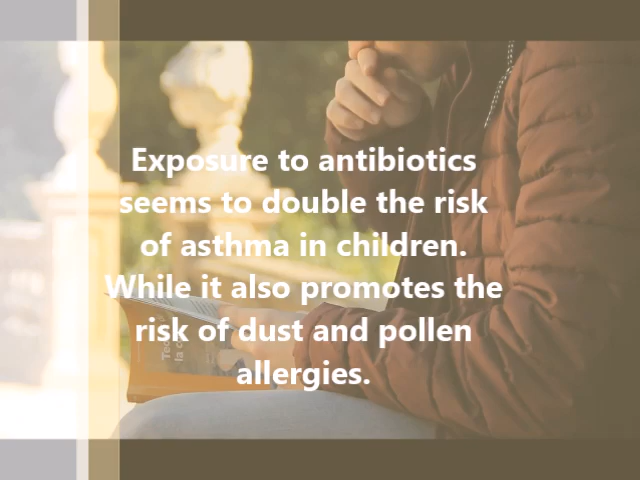 Exposure to antibiotics
seems to double the risk
of asthma in children.
While it also promotes the
risk of dust and pollen
allergies.